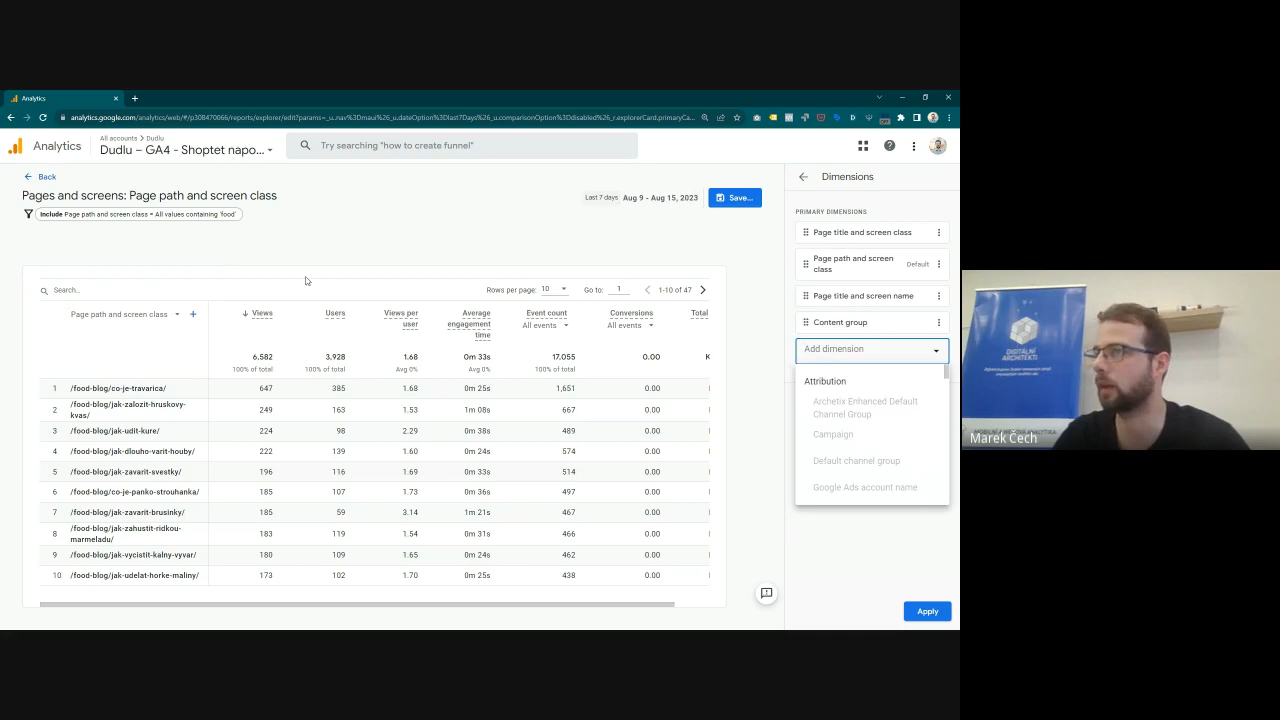 Analytics
analytics.google.com/analytics/web/#/p308470066/reports/explorer/edit?params=_u..nav%3Dmaui%26_u.dateOption%3Dlast7Days%26_u.comparisonOption%3Ddisabled%26_r.explorerCard.primaryCa...
Analytics
All accounts > Dudlu
Dudlu – GA4 - Shoptet napo...
Try searching "how to create funnel"
Back
Pages and screens: Page path and screen class
Last 7 days Aug 9 - Aug 15, 2023
Save...
Include Page path and screen class = All values containing 'food'
Search...
Rows per page: 10
Go to: 1
1-10 of 47
Page path and screen class
Views
Users
Views per user
Average engagement time
Event count
All events
Conversions
All events
Total
6,582 3,928 1.68 0m 33s 17,055 0.00
100% of total 100% of total Avg 0% Avg 0% 100% of total
1 /food-blog/co-je-travarica/ 647 385 1.68 0m 25s 1,651 0.00
2 /food-blog/jak-zalozit-hruskovy-kvas/ 249 163 1.53 1m 08s 667 0.00
3 /food-blog/jak-udit-kure/ 224 98 2.29 0m 38s 489 0.00
4 /food-blog/jak-dlouho-varit-houby/ 222 139 1.60 0m 24s 574 0.00
5 /food-blog/jak-zavarit-svestky/ 196 116 1.69 0m 33s 514 0.00
6 /food-blog/co-je-panko-strouhanka/ 185 107 1.73 0m 36s 497 0.00
7 /food-blog/jak-zavarit-brusinky/ 185 59 3.14 1m 21s 467 0.00
8 /food-blog/jak-zahustit-ridkou-marmeladu/ 183 119 1.54 0m 31s 466 0.00
9 /food-blog/jak-vycistit-kalny-vyvar/ 180 109 1.65 0m 24s 462 0.00
10 /food-blog/jak-udelat-horke-maliny/ 173 102 1.70 0m 25s 438 0.00
Dimensions
PRIMARY DIMENSIONS
Page title and screen class
Page path and screen class
Default
Page title and screen name
Content group
Add dimension
Attribution
Archetix Enhanced Default Channel Group
Campaign
Default channel group
Google Ads account name
Apply
DIGITÁLNÍ
ARCHITEKTI
Marek Čech